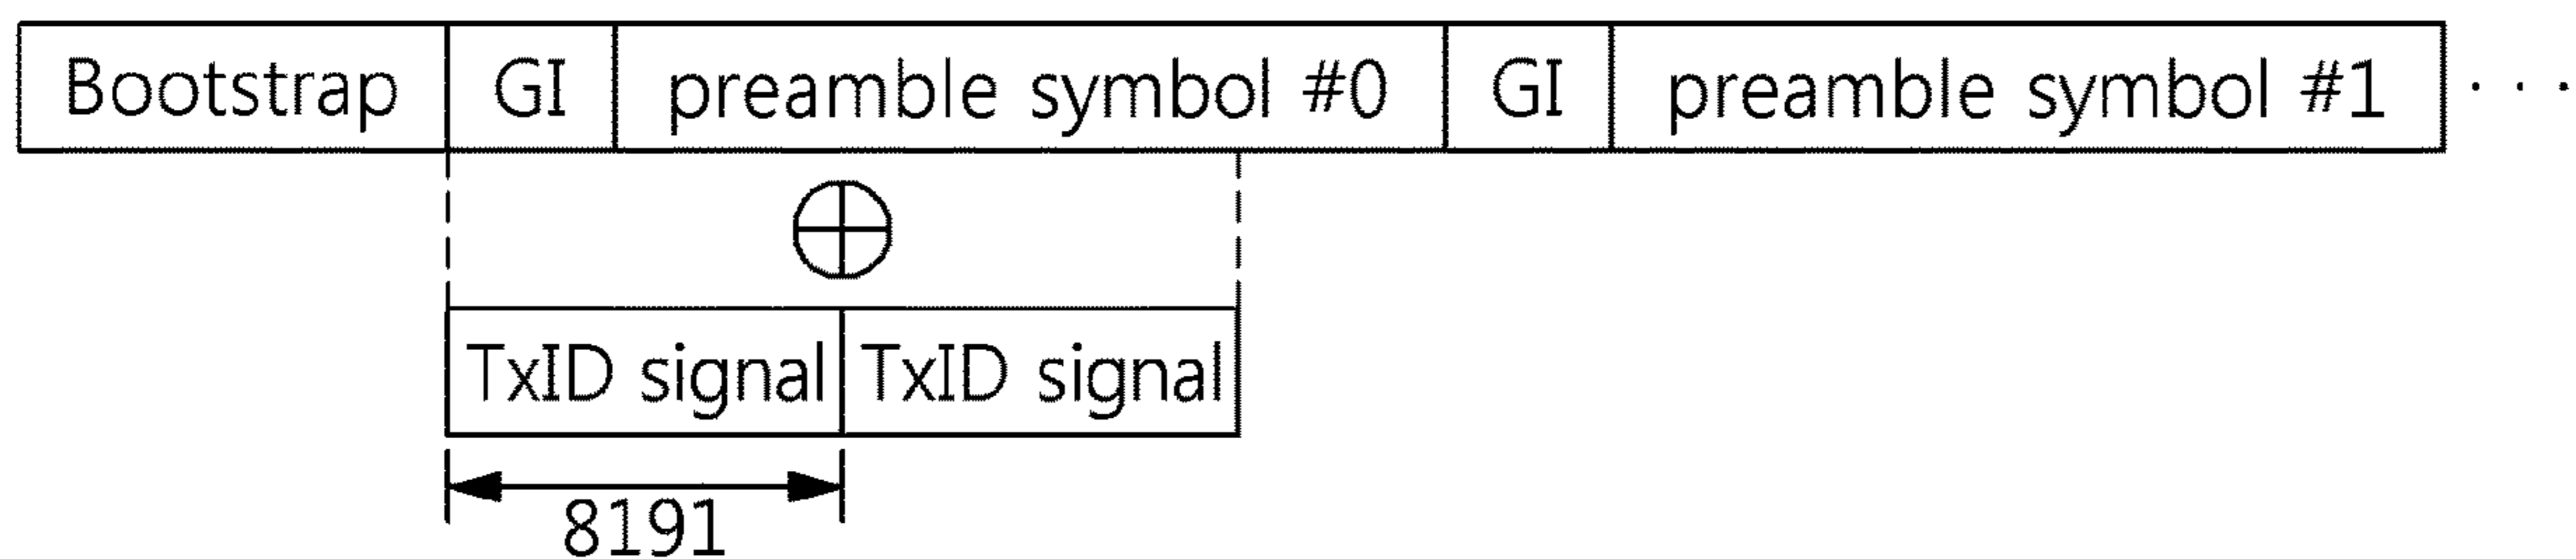 Bootstrap GI preamble symbol #0 GI preamble symbol #1 · · ·
TxID signal TxID signal
8191